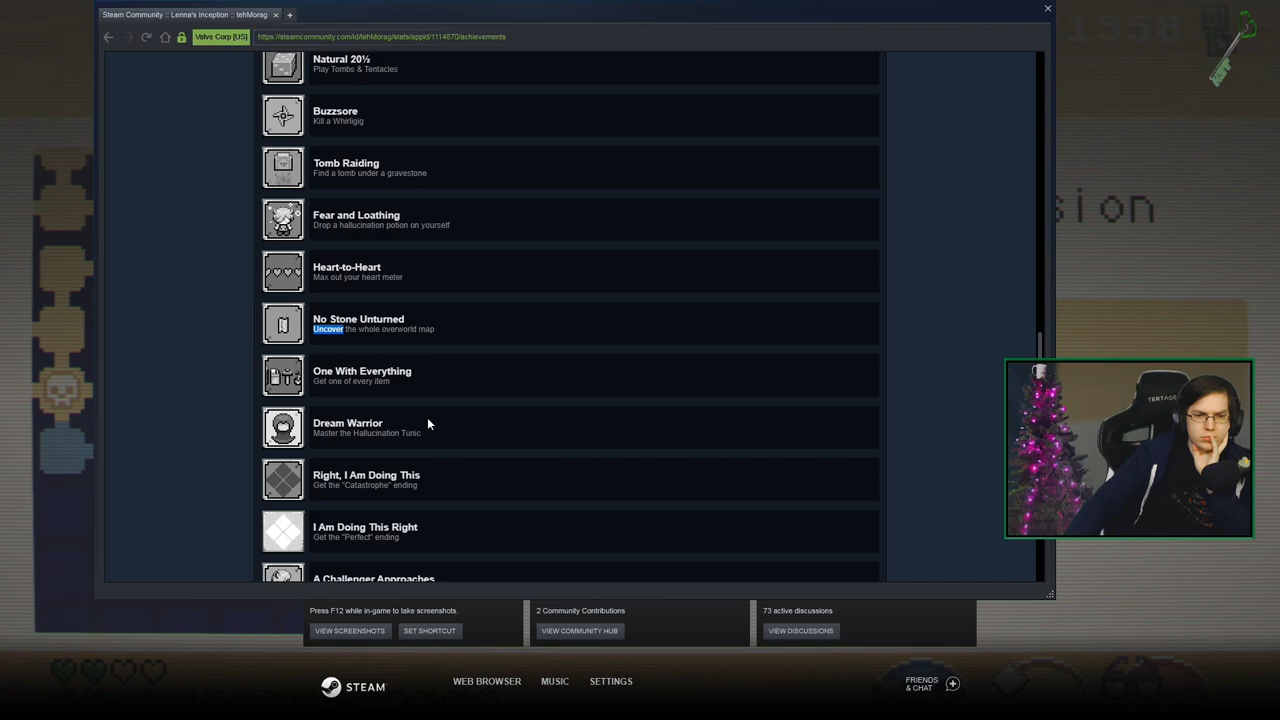 Steam Community :: Lenna's Inception :: tehMorag
Valve Corp [US]
https://steamcommunity.com/id/tehMorag/stats/appid/1114870/achievements
1358
Natural 20½
Play Tombs & Tentacles
Buzzsore
Kill a Whirligig
Tomb Raiding
Find a tomb under a gravestone
sion
Fear and Loathing
Drop a hallucination potion on yourself
Heart-to-Heart
Max out your heart meter
No Stone Unturned
Uncover the whole overworld map
One With Everything
Get one of every item
TERTAGE
Dream Warrior
Master the Hallucination Tunic
Right, I Am Doing This
Get the "Catastrophe" ending
I Am Doing This Right
Get the "Perfect" ending
A Challenger Approaches
Press F12 while in-game to take screenshots.
2 Community Contributions
73 active discussions
VIEW SCREENSHOTS
SET SHORTCUT
VIEW COMMUNITY HUB
VIEW DISCUSSIONS
STEAM
WEB BROWSER
MUSIC
SETTINGS
FRIENDS
& CHAT